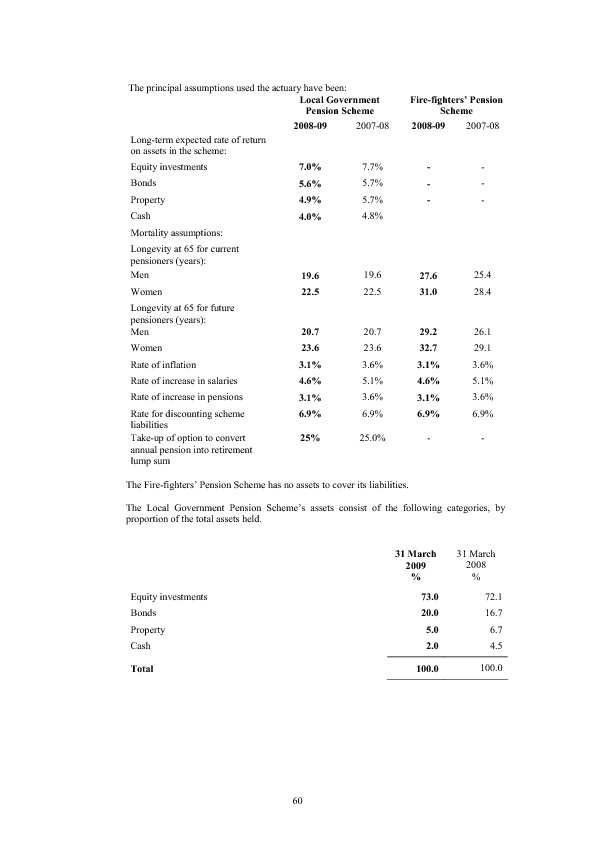 The principal assumptions used the actuary have been:
Local Government Fire-fighters' Pension
Pension Scheme Scheme
2008-09 2007-08 2008-09 2007-08
Long-term expected rate of return
on assets in the scheme:
Equity investments 7.0% 7.7% - -
Bonds 5.6% 5.7% - -
Property 4.9% 5.7% - -
Cash 4.0% 4.8%
Mortality assumptions:
Longevity at 65 for current
pensioners (years):
Men 19.6 19.6 27.6 25.4
Women 22.5 22.5 31.0 28.4
Longevity at 65 for future
pensioners (years):
Men 20.7 20.7 29.2 26.1
Women 23.6 23.6 32.7 29.1
Rate of inflation 3.1% 3.6% 3.1% 3.6%
Rate of increase in salaries 4.6% 5.1% 4.6% 5.1%
Rate of increase in pensions 3.1% 3.6% 3.1% 3.6%
Rate for discounting scheme 6.9% 6.9% 6.9% 6.9%
liabilities
Take-up of option to convert 25% 25.0% - -
annual pension into retirement
lump sum
The Fire-fighters' Pension Scheme has no assets to cover its liabilities.
The Local Government Pension Scheme's assets consist of the following categories, by
proportion of the total assets held.
31 March 31 March
2009 2008
% %
Equity investments 73.0 72.1
Bonds 20.0 16.7
Property 5.0 6.7
Cash 2.0 4.5
Total 100.0 100.0
60